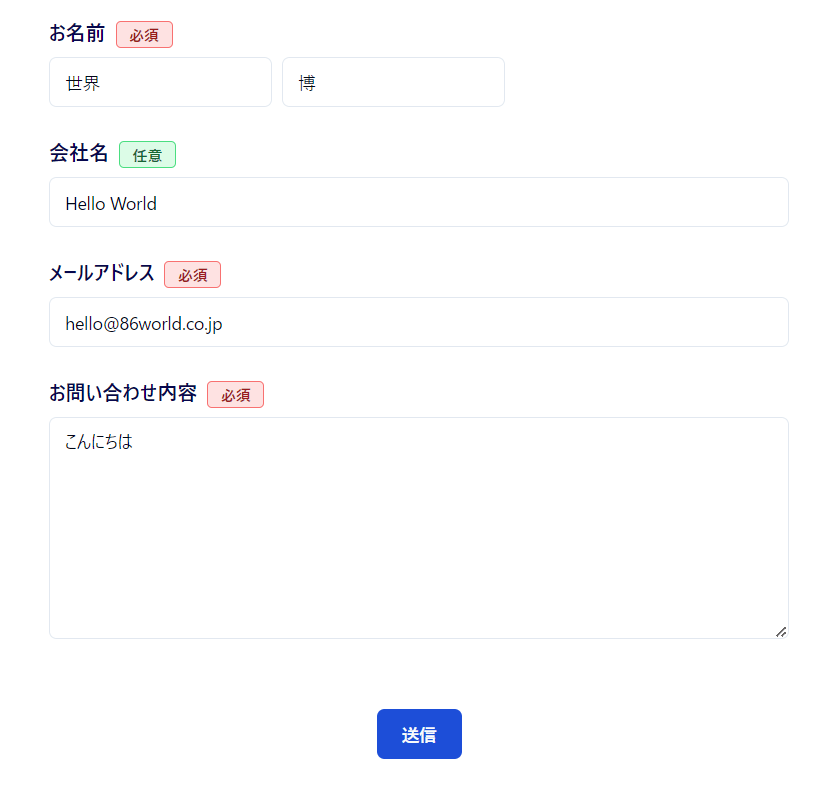 お名前 必須
世界 博
会社名 任意
Hello World
メールアドレス 必須
hello@86world.co.jp
お問い合わせ内容 必須
こんにちは
送信